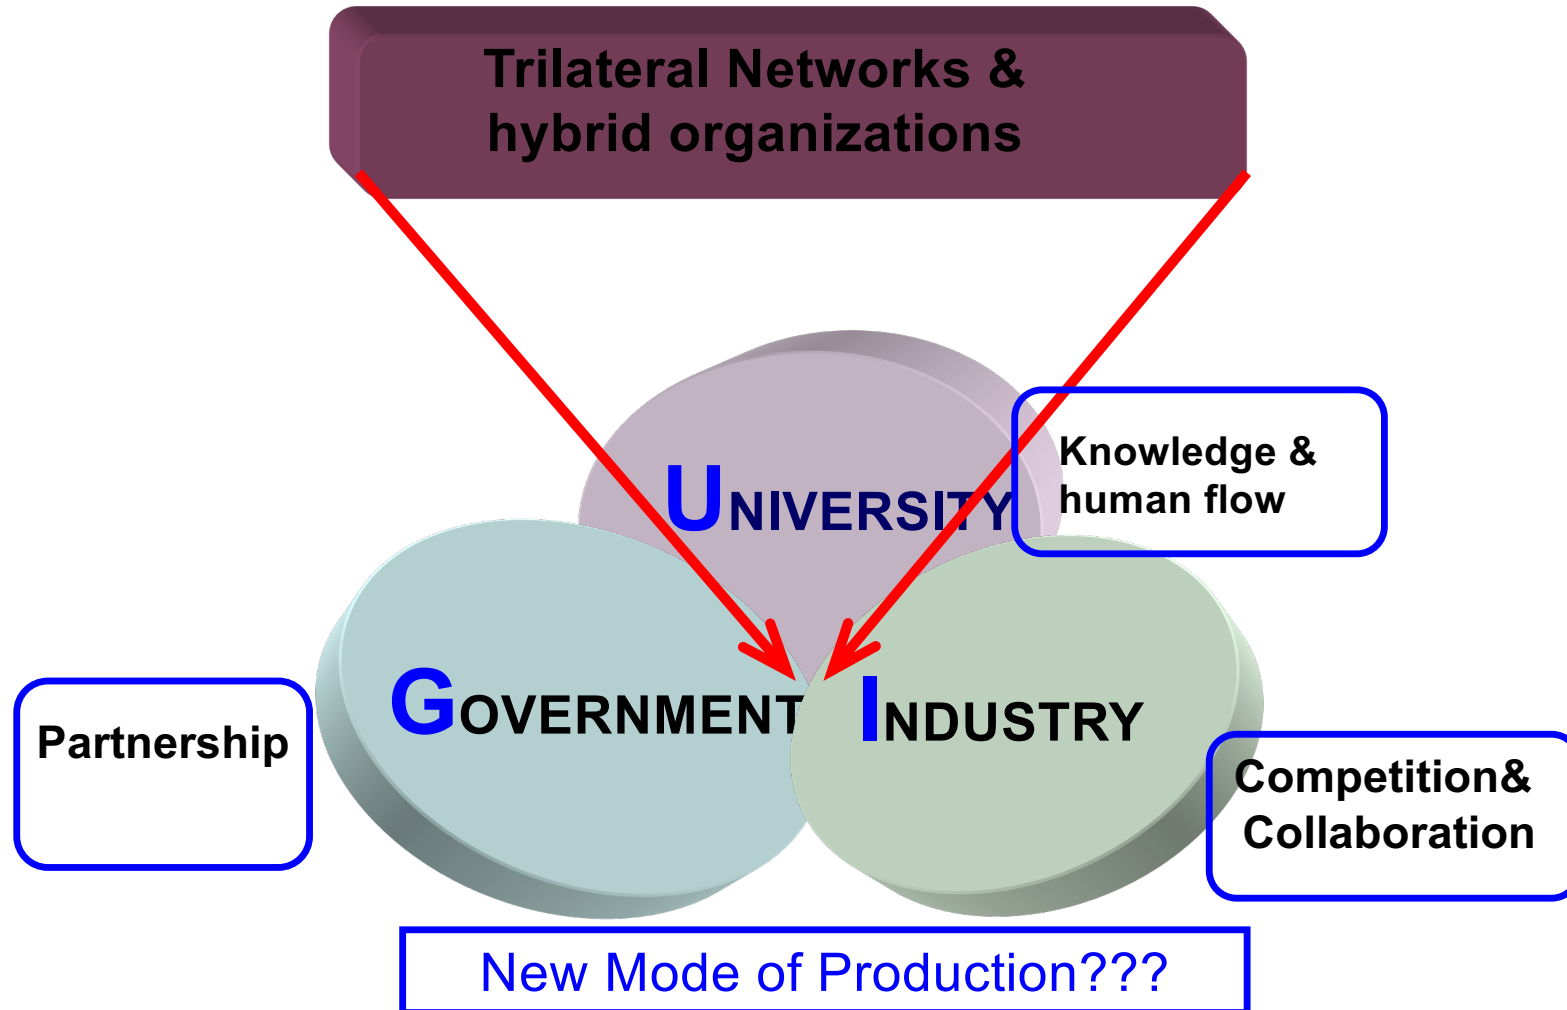 Trilateral Networks &
hybrid organizations
UNIVERSITY
Knowledge &
human flow
GOVERNMENT
INDUSTRY
Partnership
Competition&
Collaboration
New Mode of Production???